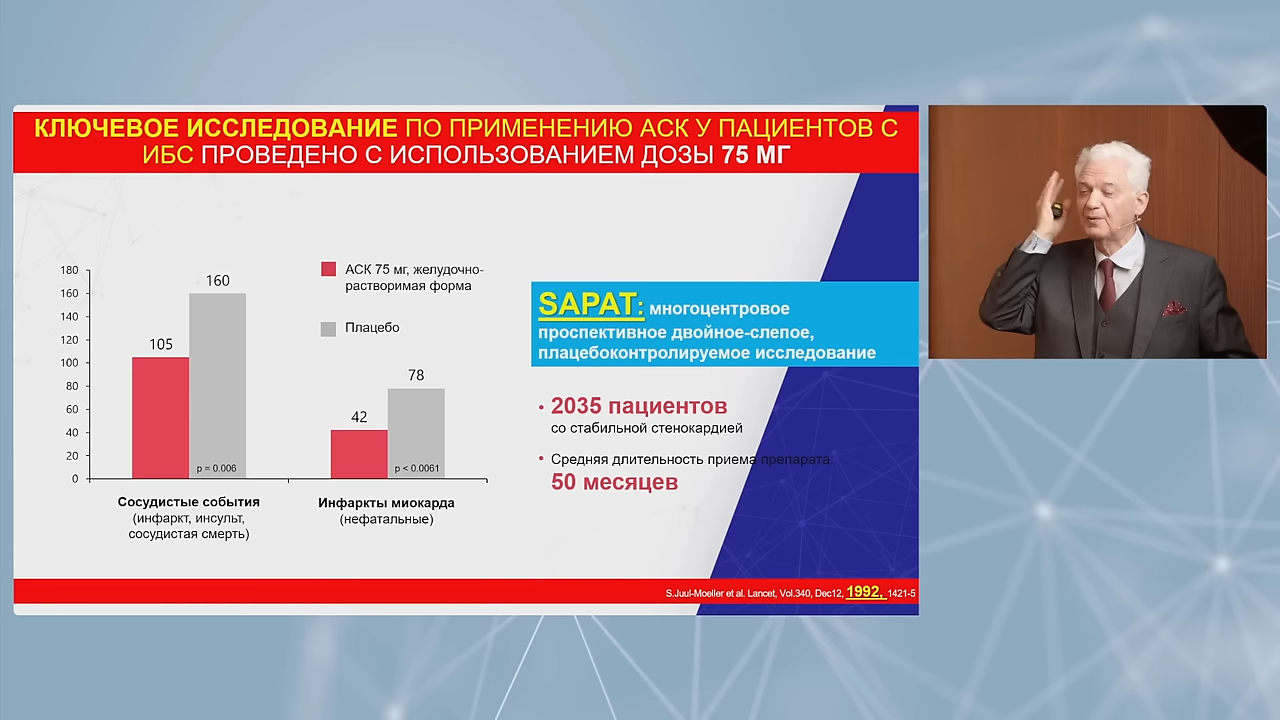 КЛЮЧЕВОЕ ИССЛЕДОВАНИЕ ПО ПРИМЕНЕНИЮ АСК У ПАЦИЕНТОВ С
ИБС ПРОВЕДЕНО С ИСПОЛЬЗОВАНИЕМ ДОЗЫ 75 МГ
180
160
140
120
100
80
60
40
20
0
105
160
p = 0.006
42
78
p < 0.0061
Сосудистые события
(инфаркт, инсульт,
сосудистая смерть)
Инфаркты миокарда
(нефатальные)
АСК 75 мг, желудочно-
растворимая форма
Плацебо
SAPAT: многоцентровое
проспективное двойное-слепое,
плацебоконтролируемое исследование
• 2035 пациентов
со стабильной стенокардией
• Средняя длительность приема препарата:
50 месяцев
S.Juul-Moeller et al. Lancet, Vol.340, Dec12, 1992, 1421-5